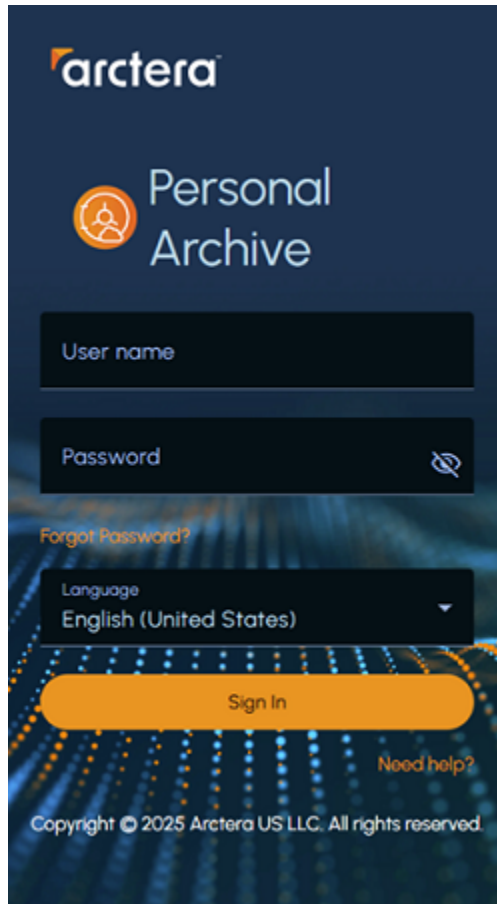 arctera
Personal
Archive
User name
Password
Forgot Password?
Language
English (United States)
Sign In
Need help?
Copyright © 2025 Arctera US LLC. All rights reserved.